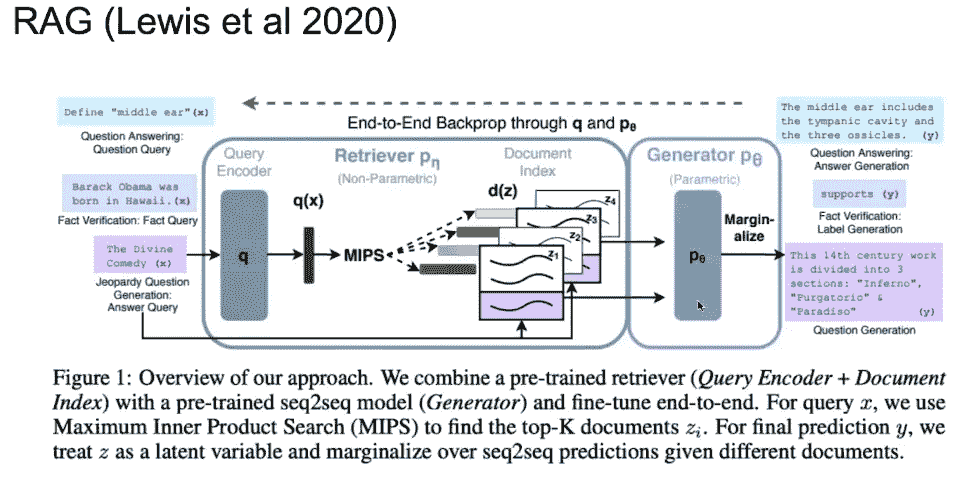 RAG (Lewis et al 2020)
Define "middle ear"(x)
Question Answering:
Question Query
Barack Obama was
born in Hawaii.(x)
Fact Verification: Fact Query
The Divine
Comedy (x)
Jeopardy Question
Generation:
Answer Query
End-to-End Backprop through q and pθ
Query
Encoder
q
q(x)
Retriever pη
(Non-Parametric)
MIPS
Document
Index
d(z)
z4
z3
z2
z1
Generator pθ
(Parametric)
pθ
Margin-
alize
The middle ear includes
the tympanic cavity and
the three ossicles. (y)
Question Answering:
Answer Generation
supports (y)
Fact Verification:
Label Generation
This 14th century work
is divided into 3
sections: "Inferno",
"Purgatorio" &
"Paradiso" (y)
Question Generation
Figure 1: Overview of our approach. We combine a pre-trained retriever (Query Encoder + Document
Index) with a pre-trained seq2seq model (Generator) and fine-tune end-to-end. For query x, we use
Maximum Inner Product Search (MIPS) to find the top-K documents zi. For final prediction y, we
treat z as a latent variable and marginalize over seq2seq predictions given different documents.